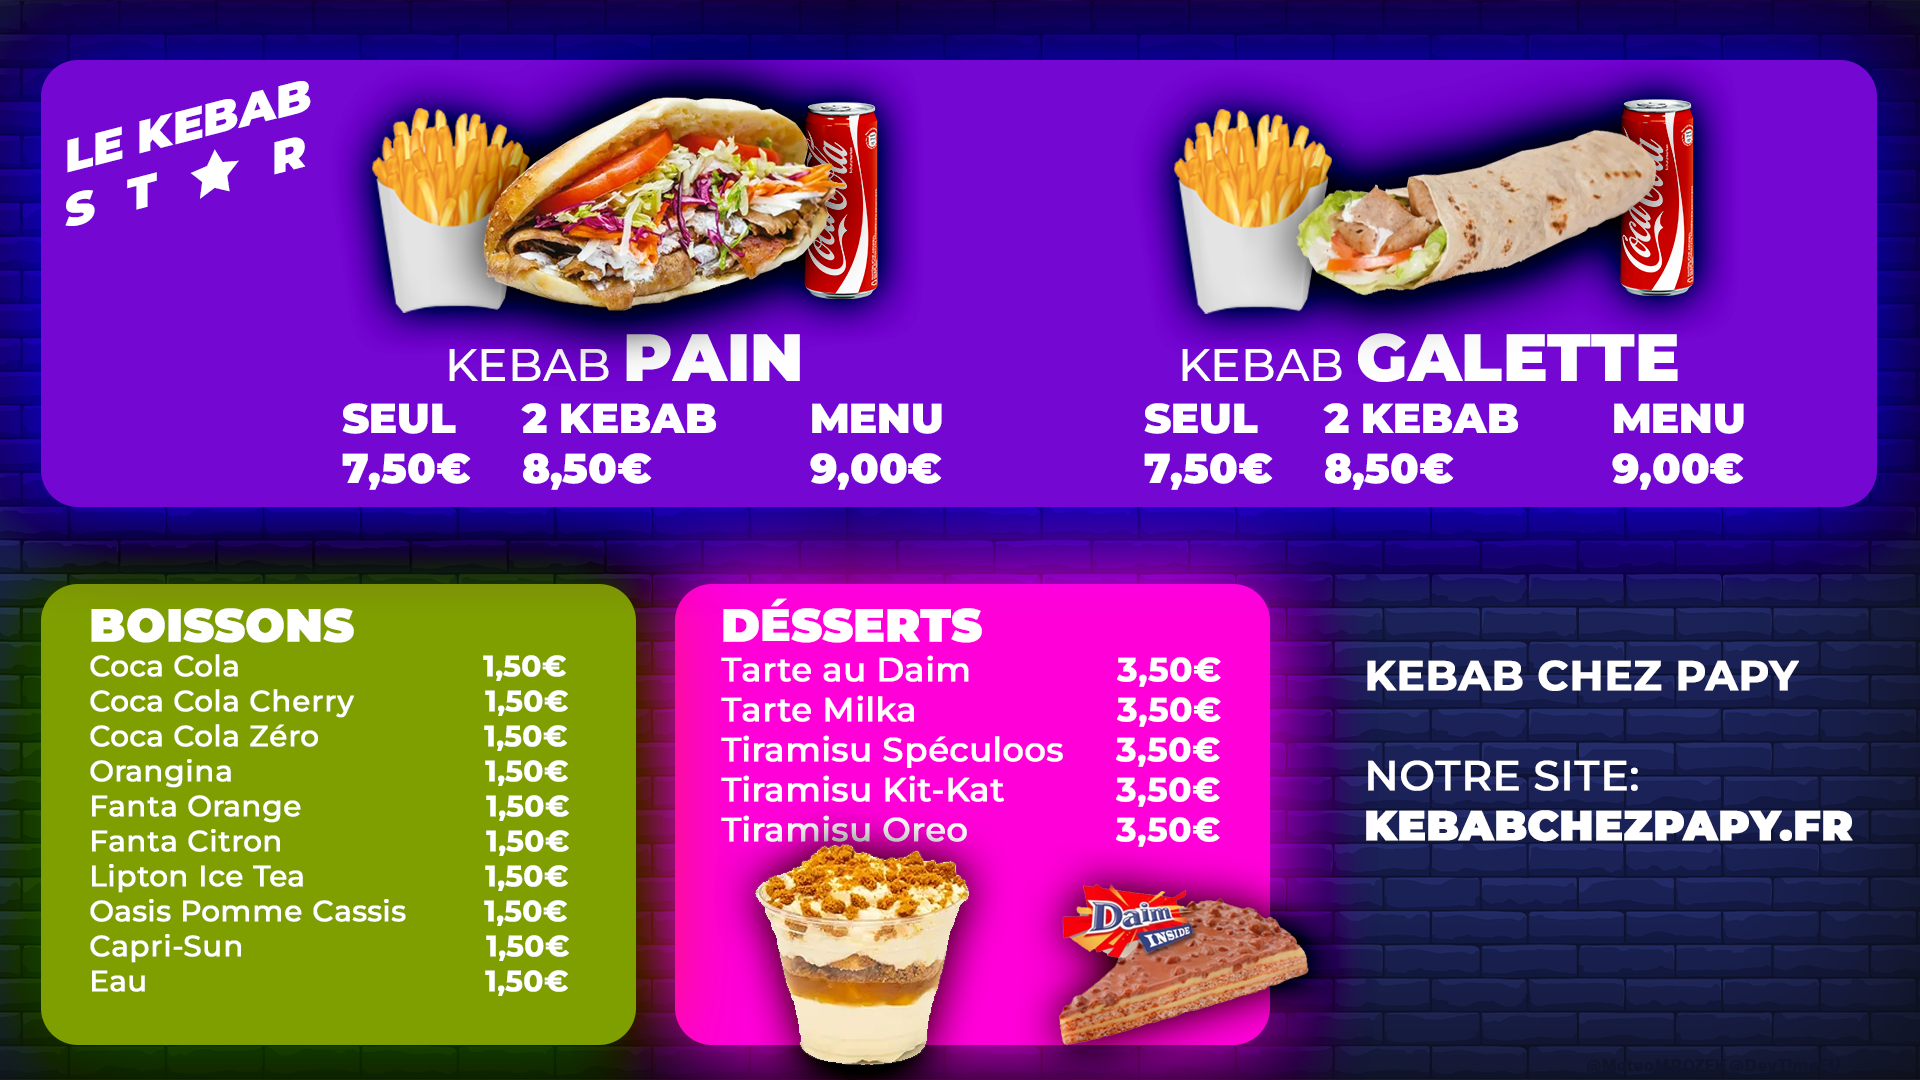 LE KEBAB
ST★R
Coca-Cola
Coca-Cola
KEBAB PAIN
SEUL 2 KEBAB MENU
7,50€ 8,50€ 9,00€
KEBAB GALETTE
SEUL 2 KEBAB MENU
7,50€ 8,50€ 9,00€
BOISSONS
Coca Cola 1,50€
Coca Cola Cherry 1,50€
Coca Cola Zéro 1,50€
Orangina 1,50€
Fanta Orange 1,50€
Fanta Citron 1,50€
Lipton Ice Tea 1,50€
Oasis Pomme Cassis 1,50€
Capri-Sun 1,50€
Eau 1,50€
DÉSSERTS
Tarte au Daim 3,50€
Tarte Milka 3,50€
Tiramisu Spéculoos 3,50€
Tiramisu Kit-Kat 3,50€
Tiramisu Oreo 3,50€
Daim
INSIDE
KEBAB CHEZ PAPY
NOTRE SITE:
KEBABCHEZPAPY.FR